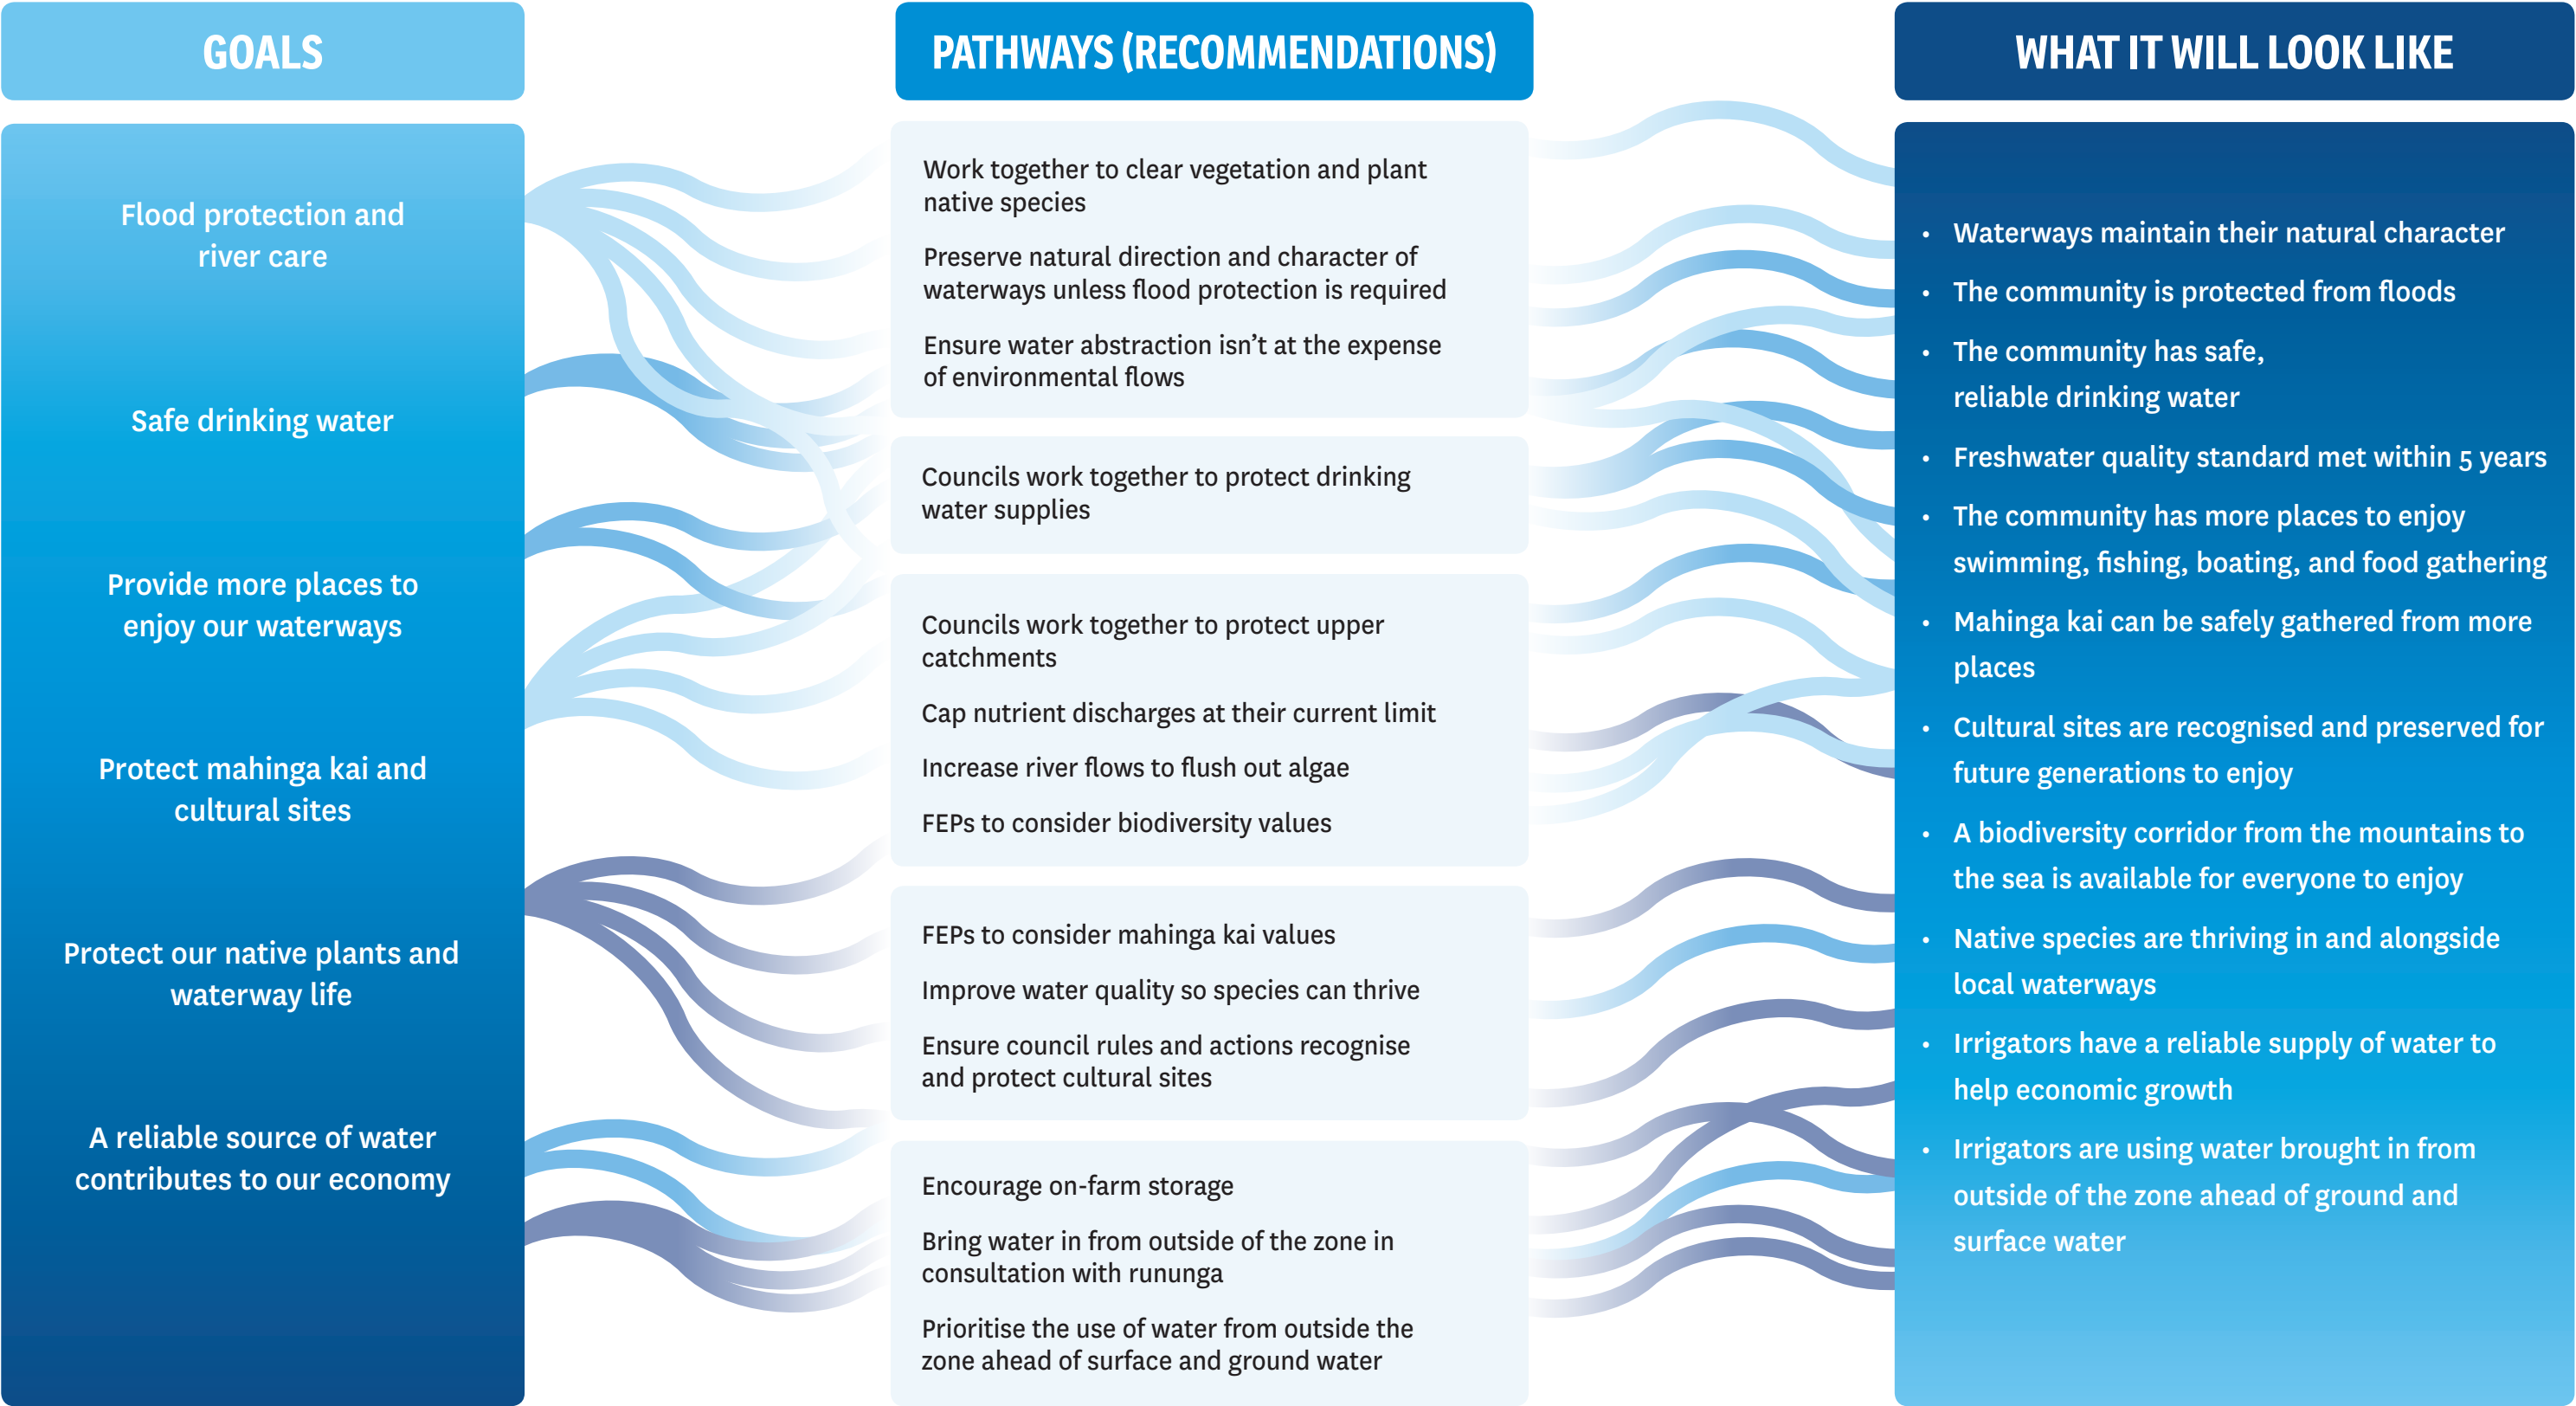 GOALS
Flood protection and
river care
Safe drinking water
Provide more places to
enjoy our waterways
Protect mahinga kai and
cultural sites
Protect our native plants and
waterway life
A reliable source of water
contributes to our economy
PATHWAYS (RECOMMENDATIONS)
Work together to clear vegetation and plant
native species
Preserve natural direction and character of
waterways unless flood protection is required
Ensure water abstraction isn’t at the expense
of environmental flows
Councils work together to protect drinking
water supplies
Councils work together to protect upper
catchments
Cap nutrient discharges at their current limit
Increase river flows to flush out algae
FEPs to consider biodiversity values
FEPs to consider mahinga kai values
Improve water quality so species can thrive
Ensure council rules and actions recognise
and protect cultural sites
Encourage on-farm storage
Bring water in from outside of the zone in
consultation with rununga
Prioritise the use of water from outside the
zone ahead of surface and ground water
WHAT IT WILL LOOK LIKE
• Waterways maintain their natural character
• The community is protected from floods
• The community has safe,
reliable drinking water
• Freshwater quality standard met within 5 years
• The community has more places to enjoy
swimming, fishing, boating, and food gathering
• Mahinga kai can be safely gathered from more
places
• Cultural sites are recognised and preserved for
future generations to enjoy
• A biodiversity corridor from the mountains to
the sea is available for everyone to enjoy
• Native species are thriving in and alongside
local waterways
• Irrigators have a reliable supply of water to
help economic growth
• Irrigators are using water brought in from
outside of the zone ahead of ground and
surface water